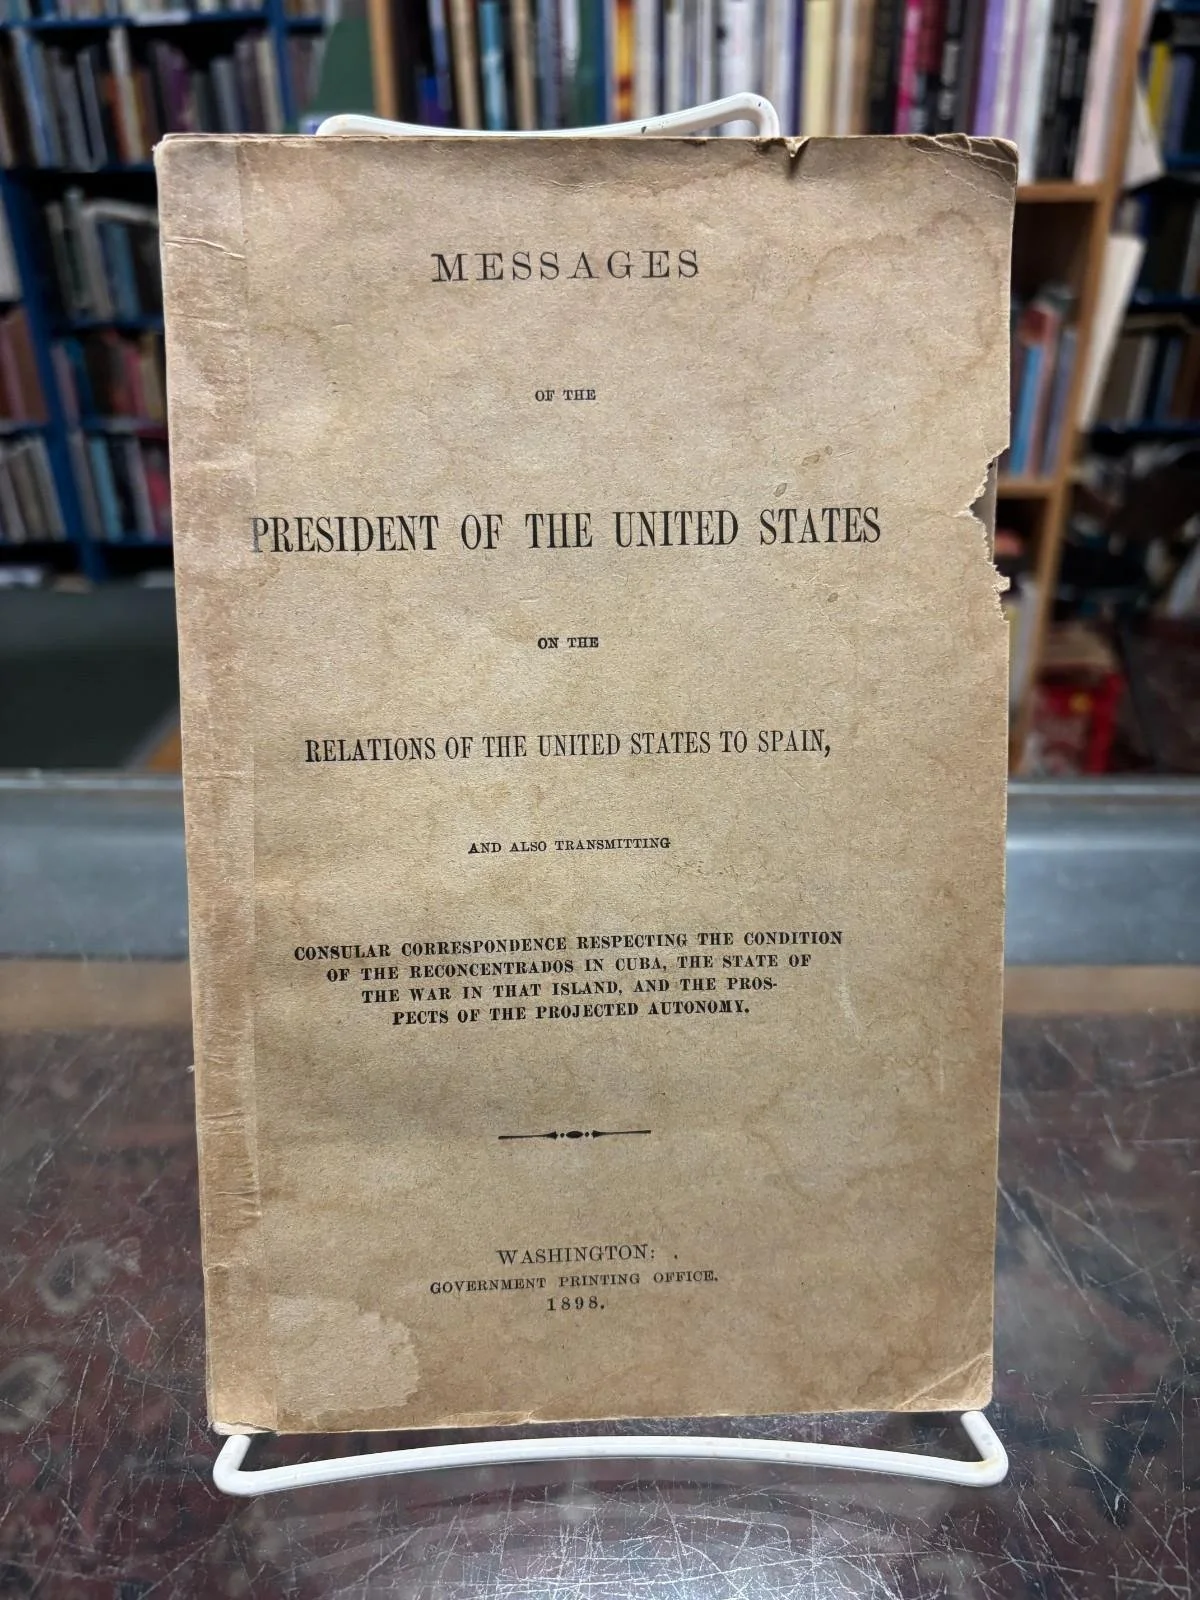 MESSAGES
OF THE
PRESIDENT OF THE UNITED STATES
ON THE
RELATIONS OF THE UNITED STATES TO SPAIN,
AND ALSO TRANSMITTING
CONSULAR CORRESPONDENCE RESPECTING THE CONDITION
OF THE RECONCENTRADOS IN CUBA, THE STATE OF
THE WAR IN THAT ISLAND, AND THE PROS-
PECTS OF THE PROJECTED AUTONOMY.
WASHINGTON:
GOVERNMENT PRINTING OFFICE.
1898.